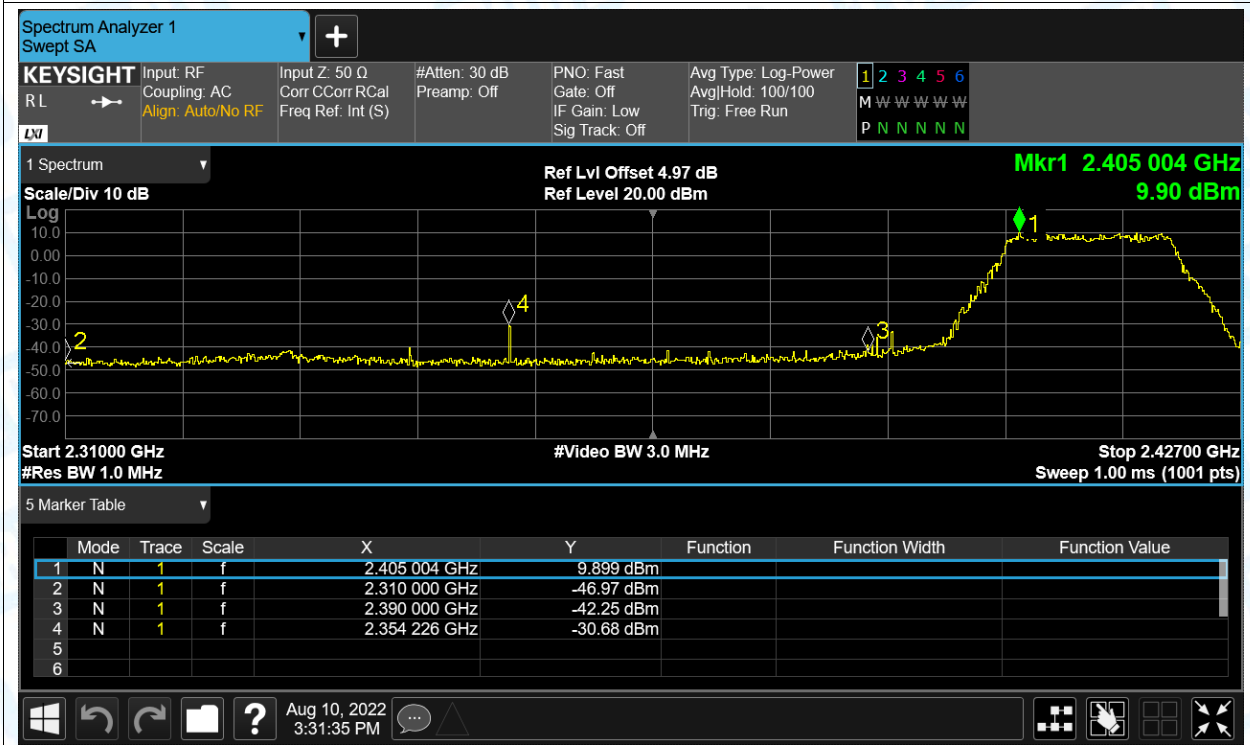 Spectrum Analyzer 1
Swept SA
KEYSIGHT
R L
LXI
Input: RF
Coupling: AC
Align: Auto/No RF
Input Z: 50 Ω
Corr CCorr RCal
Freq Ref: Int (S)
#Atten: 30 dB
Preamp: Off
PNO: Fast
Gate: Off
IF Gain: Low
Sig Track: Off
Avg Type: Log-Power
Avg|Hold: 100/100
Trig: Free Run
1 2 3 4 5 6
M W W W W W
P N N N N N
1 Spectrum
Scale/Div 10 dB
Ref Lvl Offset 4.97 dB
Ref Level 20.00 dBm
Mkr1 2.405 004 GHz
9.90 dBm
Log
10.0
0.00
-10.0
-20.0
-30.0
-40.0
-50.0
-60.0
-70.0
1
2
3
4
Start 2.31000 GHz
#Res BW 1.0 MHz
#Video BW 3.0 MHz
Stop 2.42700 GHz
Sweep 1.00 ms (1001 pts)
5 Marker Table
Mode Trace Scale X Y Function Function Width Function Value
1 N 1 f 2.405 004 GHz 9.899 dBm
2 N 1 f 2.310 000 GHz -46.97 dBm
3 N 1 f 2.390 000 GHz -42.25 dBm
4 N 1 f 2.354 226 GHz -30.68 dBm
5
6
?
Aug 10, 2022
3:31:35 PM